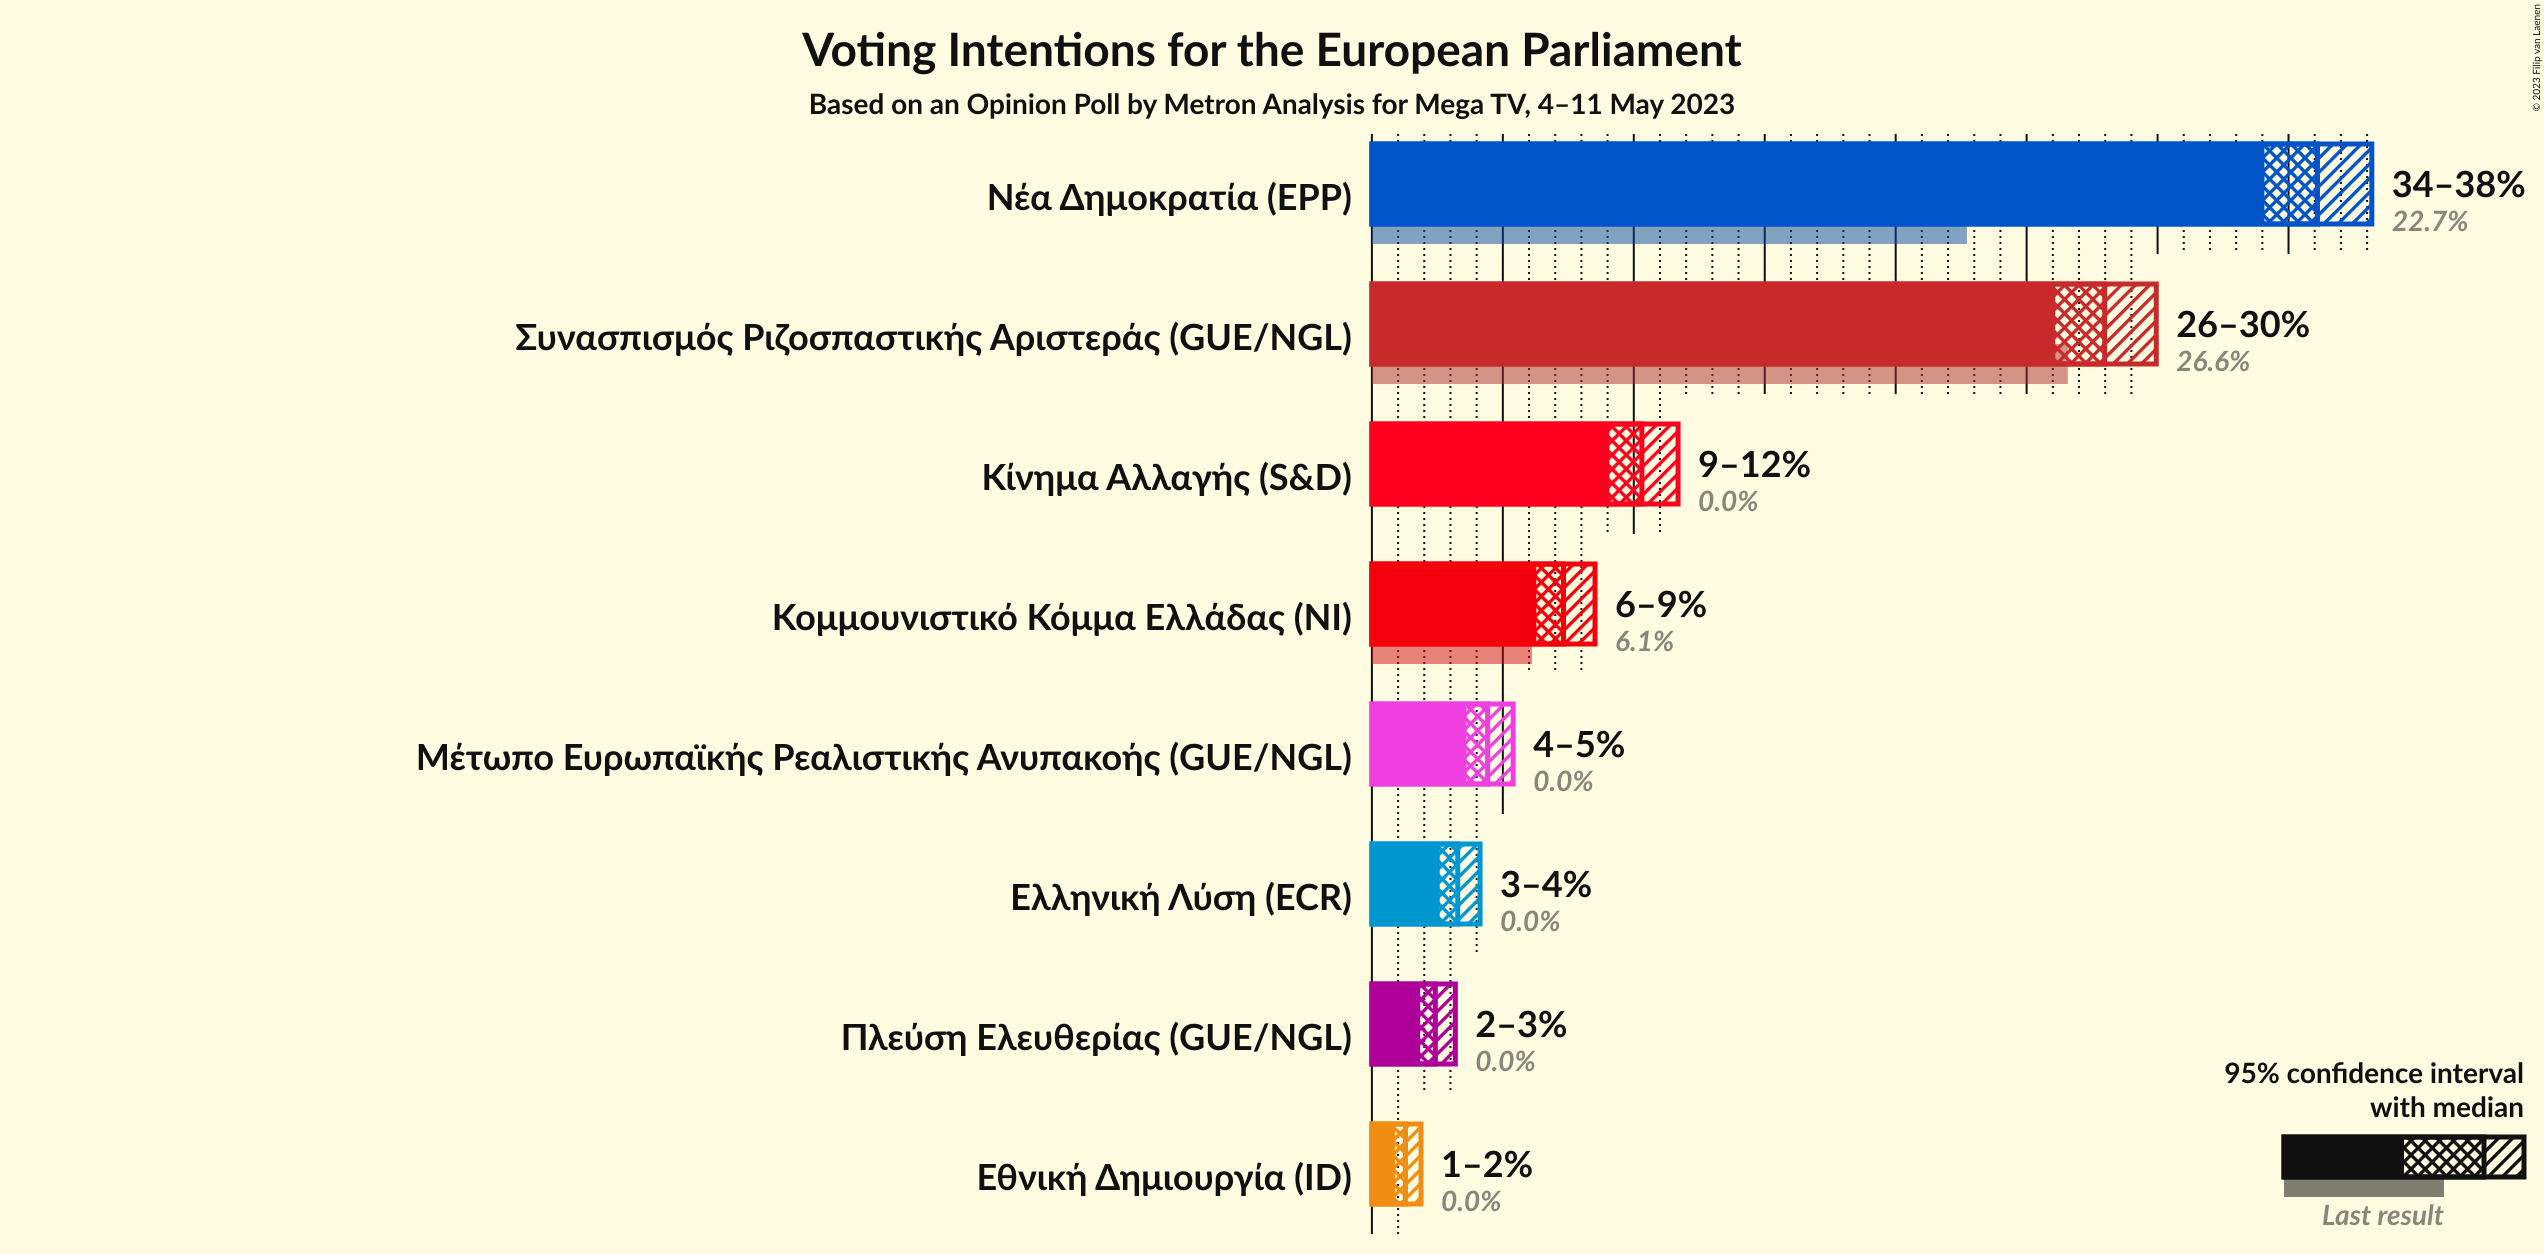 Voting Intentions for the European Parliament
Based on an Opinion Poll by Metron Analysis for Mega TV, 4–11 May 2023
© 2023 Filip van Laenen
Νέα Δημοκρατία (EPP)
34–38%
22.7%
Συνασπισμός Ριζοσπαστικής Αριστεράς (GUE/NGL)
26–30%
26.6%
Κίνημα Αλλαγής (S&D)
9–12%
0.0%
Κομμουνιστικό Κόμμα Ελλάδας (NI)
6–9%
6.1%
Μέτωπο Ευρωπαϊκής Ρεαλιστικής Ανυπακοής (GUE/NGL)
4–5%
0.0%
Ελληνική Λύση (ECR)
3–4%
0.0%
Πλεύση Ελευθερίας (GUE/NGL)
2–3%
0.0%
Εθνική Δημιουργία (ID)
1–2%
0.0%
95% confidence interval
with median
Last result